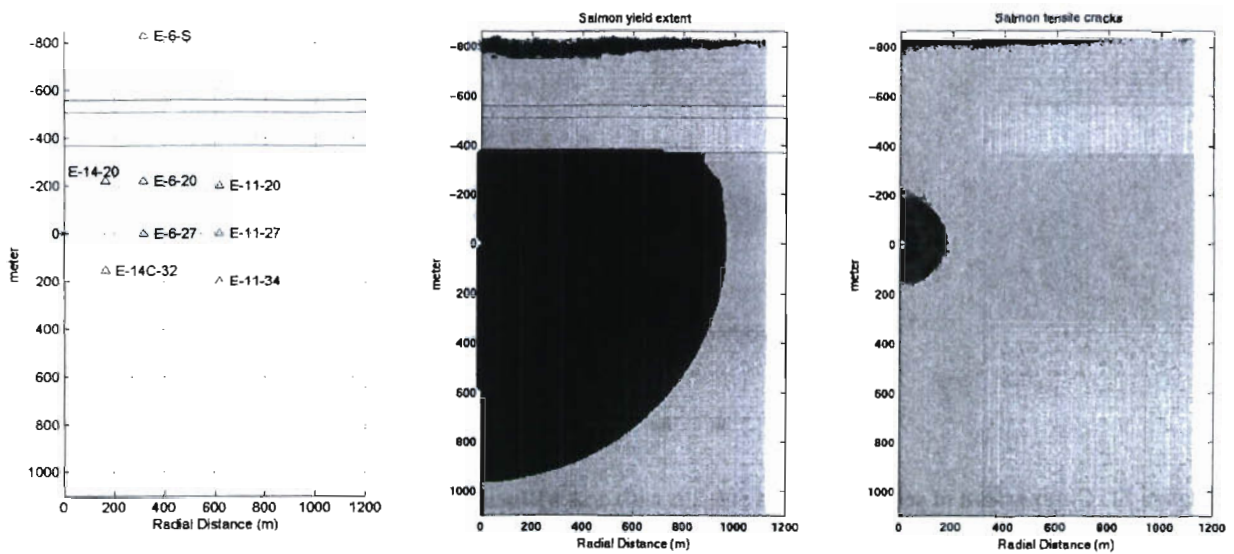 -800
-600
-400
-200
0
200
400
600
800
1000
meter
E-6-S
E-14-20
E-6-20
E-11-20
E-6-27
E-11-27
E-14C-32
E-11-34
0 200 400 600 800 1000 1200
Radial Distance (m)
Salmon yield extent
-800
-600
-400
-200
0
200
400
600
800
1000
meter
0 200 400 600 800 1000 1200
Radial Distance (m)
Salmon tensile cracks
-800
-600
-400
-200
0
200
400
600
800
1000
meter
0 200 400 600 800 1000 1200
Radial Distance (m)